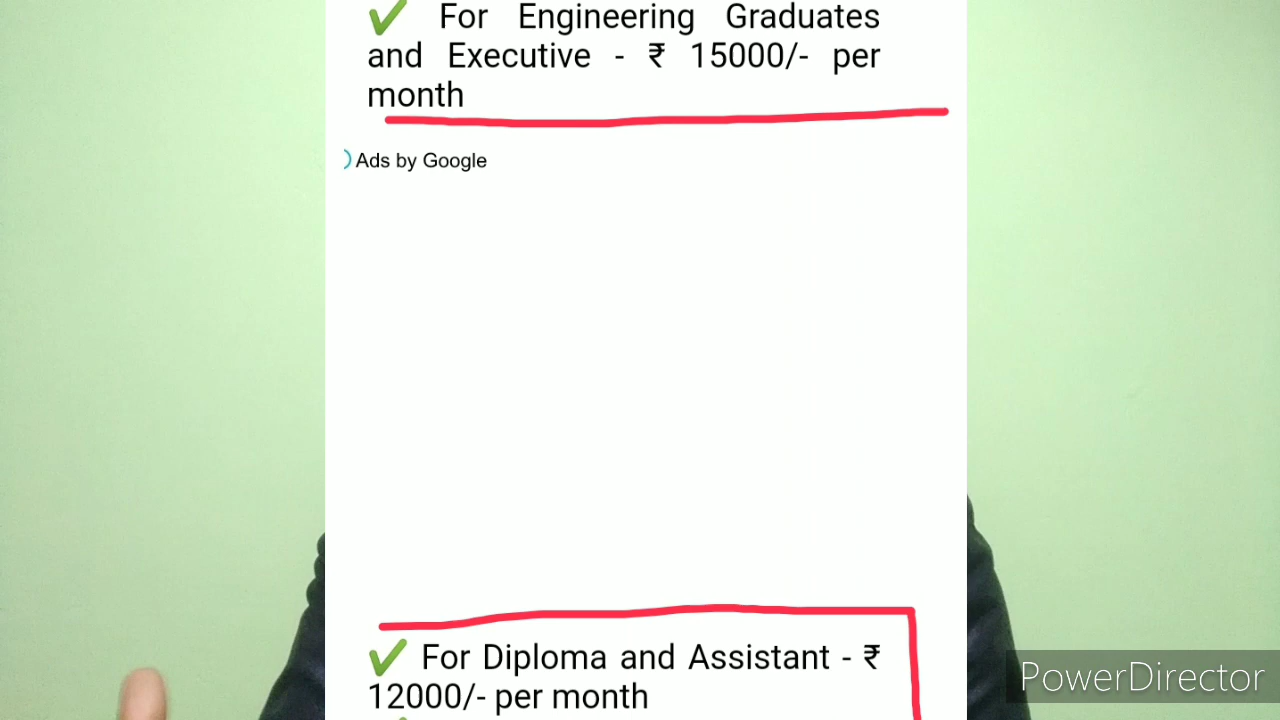 ✔ For Engineering Graduates
and Executive - ₹ 15000/- per
month
Ads by Google
✔ For Diploma and Assistant - ₹
12000/- per month
PowerDirector